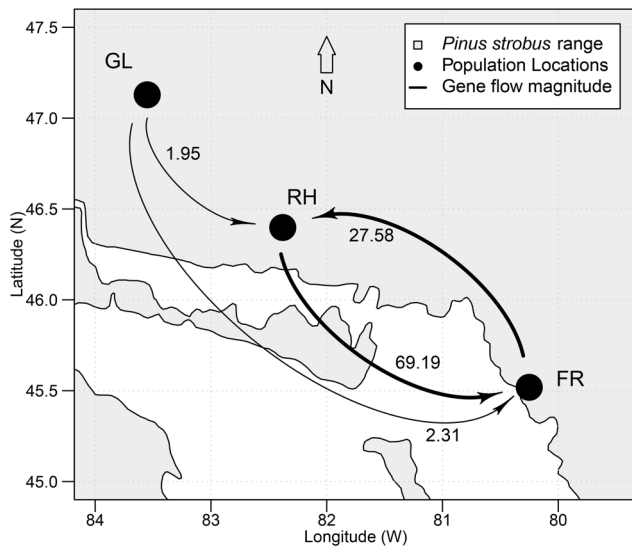 47.5
47.0
46.5
46.0
45.5
45.0
Latitude (N)
GL
N
Pinus strobus range
Population Locations
Gene flow magnitude
1.95
RH
27.58
69.19
FR
2.31
84
83
82
81
80
Longitude (W)